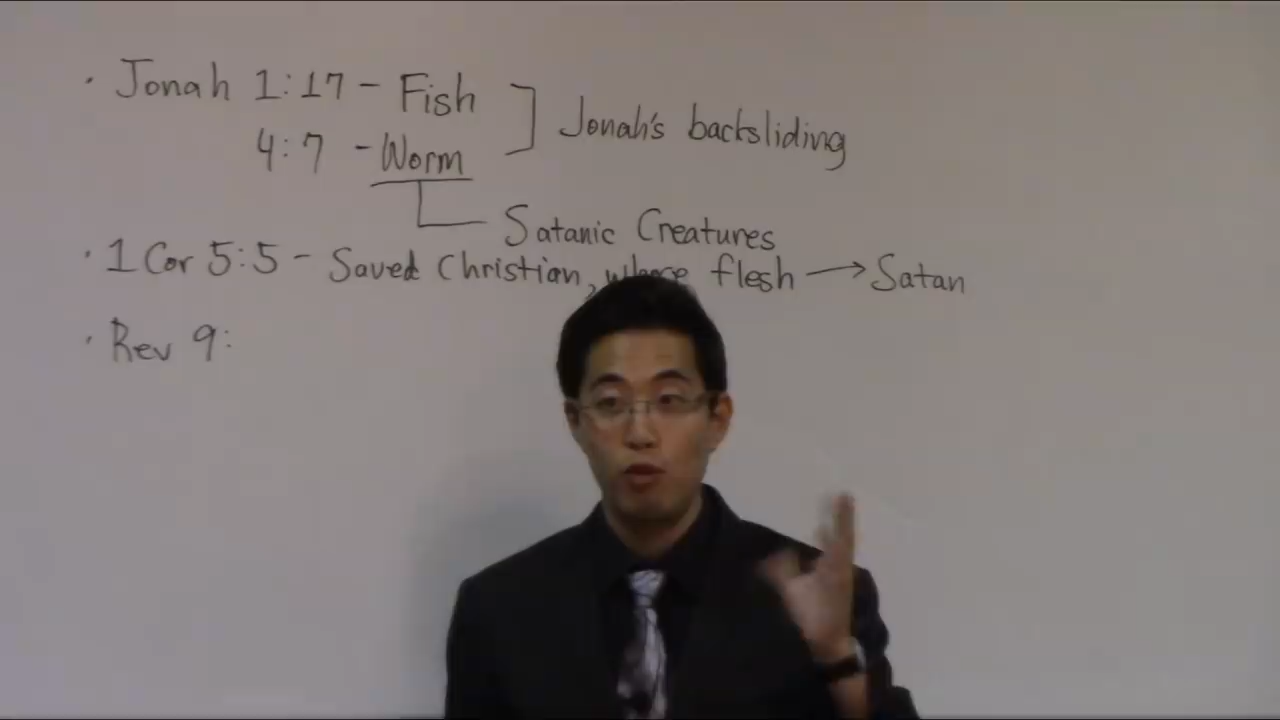 · Jonah 1:17 - Fish ] Jonah's backsliding
4:7 - Worm
Satanic Creatures
· 1 Cor 5:5 - Saved Christian, whose flesh → Satan
· Rev 9: